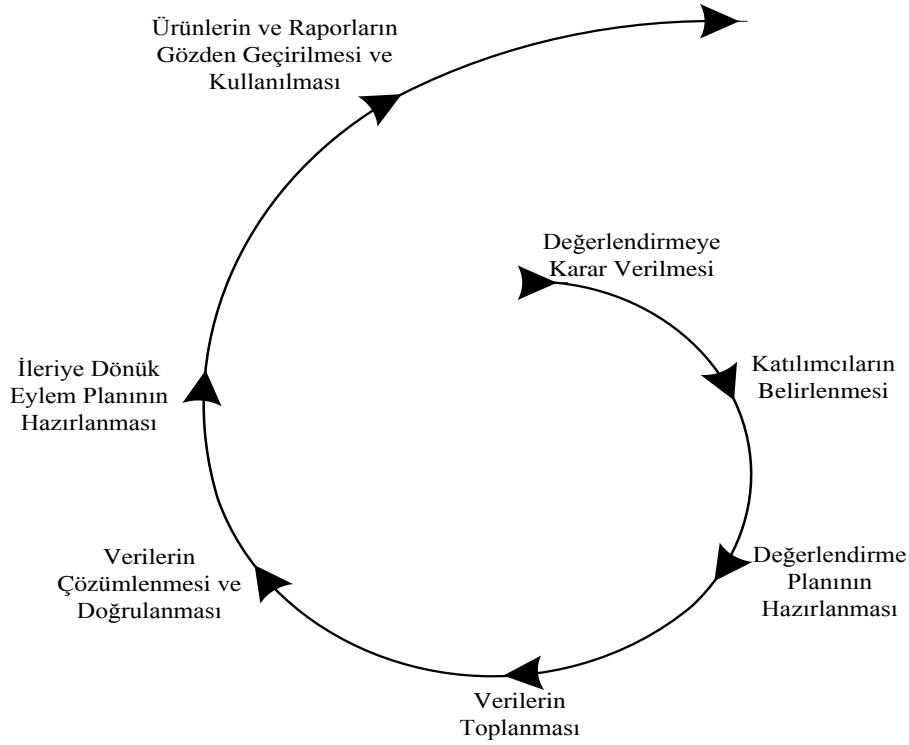 Ürünlerin ve Raporların
Gözden Geçirilmesi ve
Kullanılması
Değerlendirmeye
Karar Verilmesi
Katılımcıların
Belirlenmesi
Değerlendirme
Planının
Hazırlanması
Verilerin
Toplanması
Verilerin
Çözümlenmesi ve
Doğrulanması
İleriye Dönük
Eylem Planının
Hazırlanması